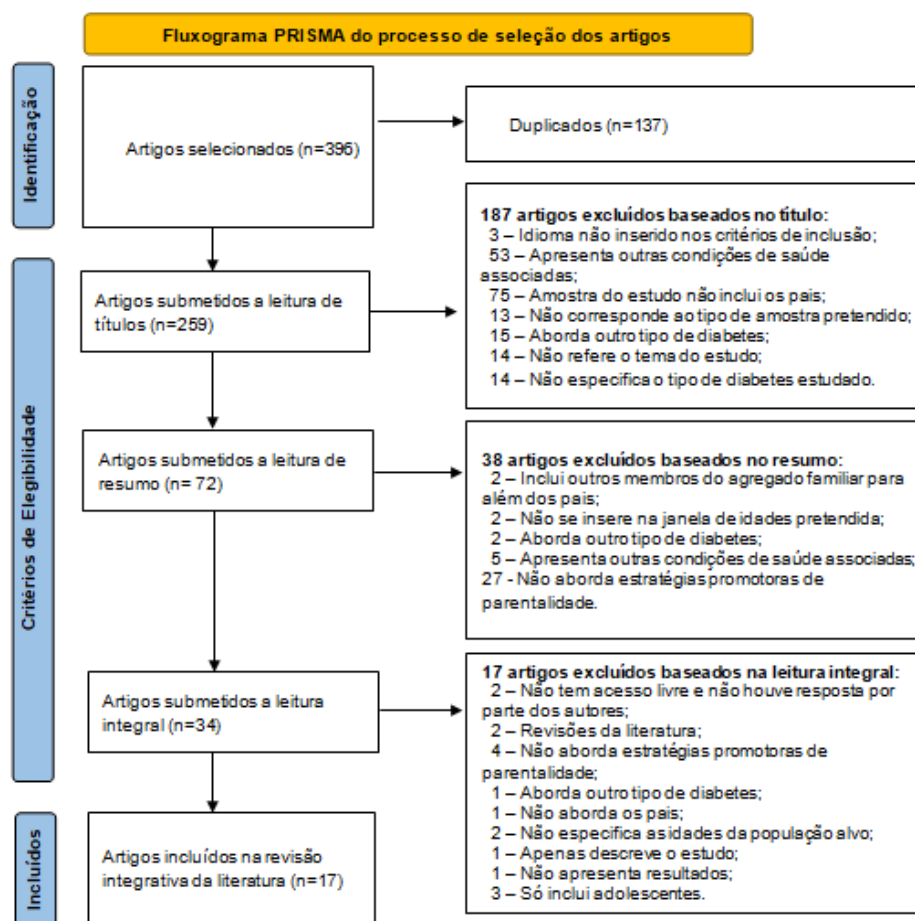 Fluxograma PRISMA do processo de seleção dos artigos
Identificação
Artigos selecionados (n=396)
Duplicados (n=137)
Critérios de Elegibilidade
Artigos submetidos a leitura de
títulos (n=259)
187 artigos excluídos baseados no título:
3 – Idioma não inserido nos critérios de inclusão;
53 – Apresenta outras condições de saúde
associadas;
75 – Amostra do estudo não inclui os pais;
13 – Não corresponde ao tipo de amostra pretendido;
15 – Aborda outro tipo de diabetes;
14 – Não refere o tema do estudo;
14 – Não especifica o tipo de diabetes estudado.
Artigos submetidos a leitura de
resumo (n= 72)
38 artigos excluídos baseados no resumo:
2 – Inclui outros membros do agregado familiar para
além dos pais;
2 – Não se insere na janela de idades pretendida;
2 – Aborda outro tipo de diabetes;
5 – Apresenta outras condições de saúde associadas;
27 - Não aborda estratégias promotoras de
parentalidade.
Artigos submetidos a leitura
integral (n=34)
17 artigos excluídos baseados na leitura integral:
2 – Não tem acesso livre e não houve resposta por
parte dos autores;
2 – Revisões da literatura;
4 – Não aborda estratégias promotoras de
parentalidade;
1 – Aborda outro tipo de diabetes;
1 – Não aborda os pais;
2 – Não especifica as idades da população alvo;
1 – Apenas descreve o estudo;
1 – Não apresenta resultados;
3 – Só inclui adolescentes.
Incluídos
Artigos incluídos na revisão
integrativa da literatura (n=17)